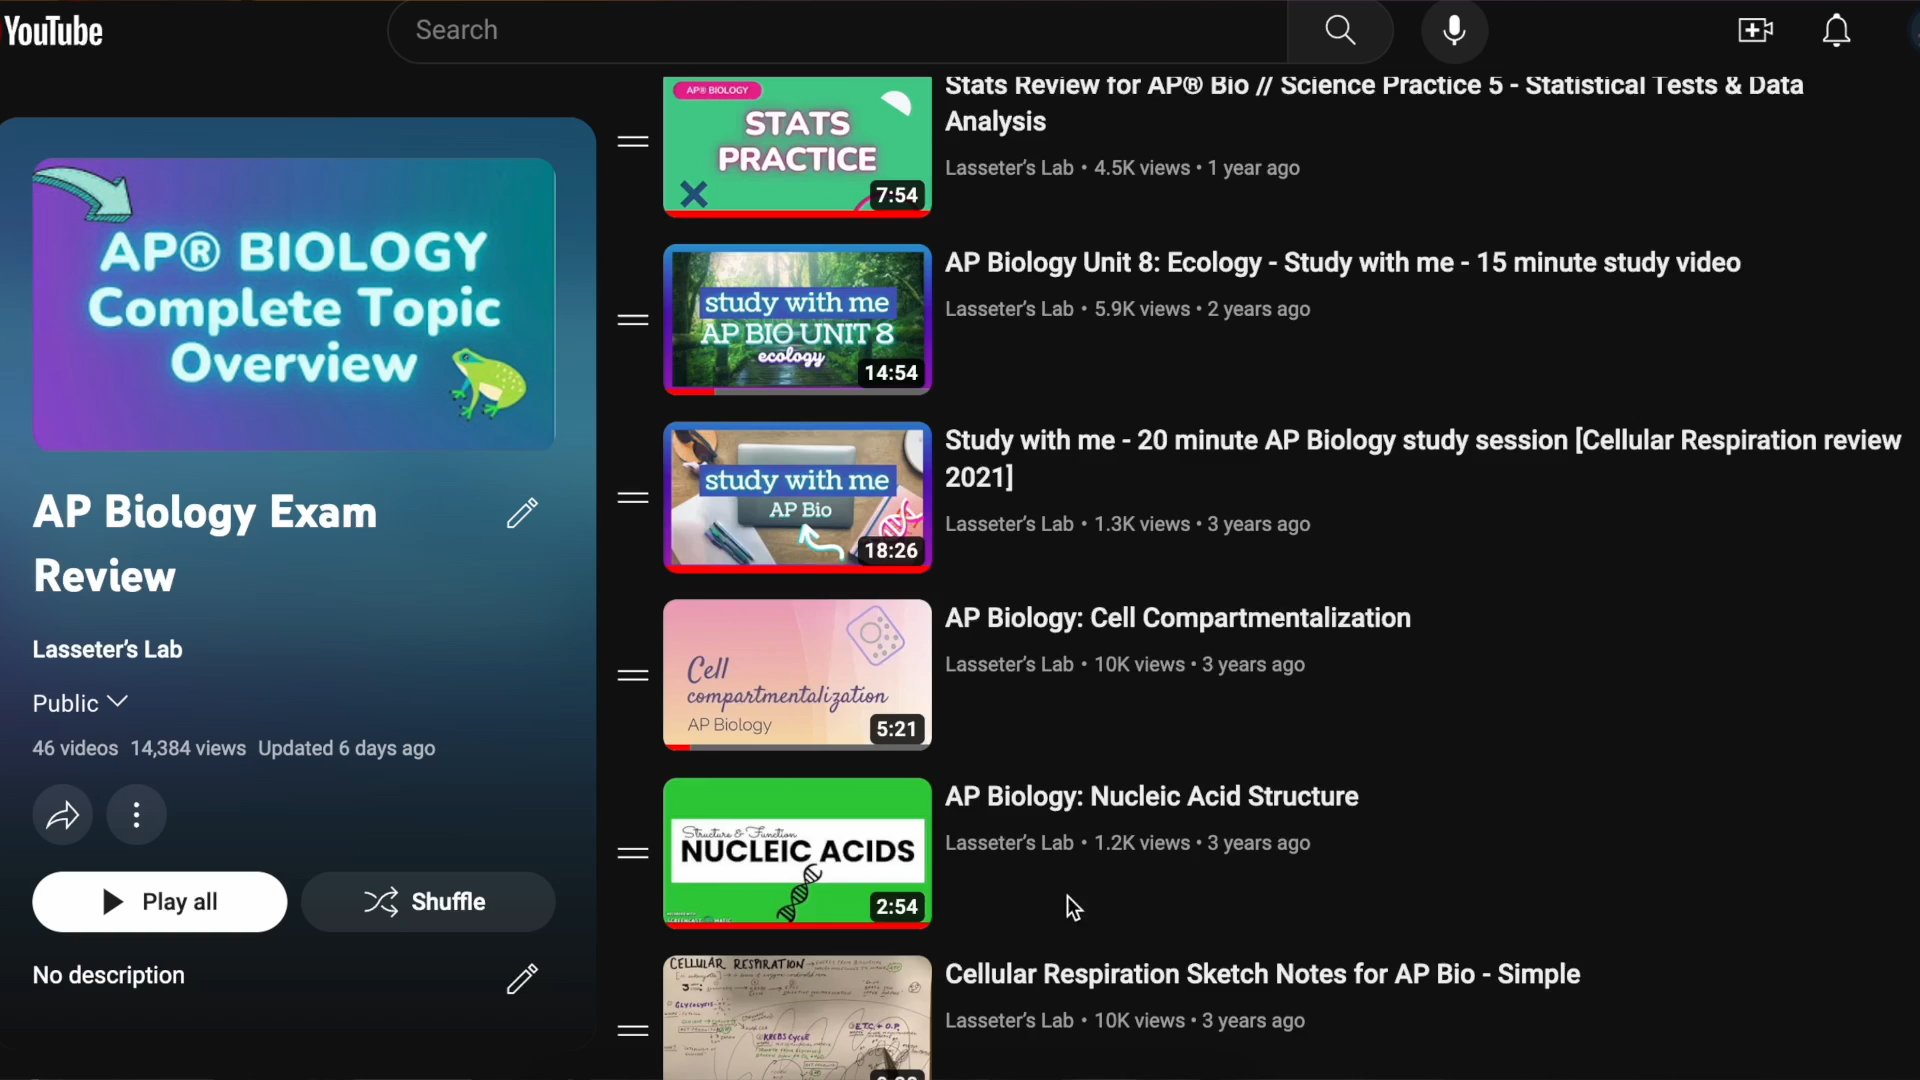 YouTube
Search
AP® BIOLOGY
Complete Topic
Overview
AP Biology Exam
Review
Lasseter's Lab
Public
46 videos 14,384 views Updated 6 days ago
Play all
Shuffle
No description
AP® BIOLOGY
STATS
PRACTICE
7:54
Stats Review for AP® Bio // Science Practice 5 - Statistical Tests & Data
Analysis
Lasseter's Lab • 4.5K views • 1 year ago
study with me
AP BIO UNIT 8
ecology
14:54
AP Biology Unit 8: Ecology - Study with me - 15 minute study video
Lasseter's Lab • 5.9K views • 2 years ago
study with me
AP Bio
18:26
Study with me - 20 minute AP Biology study session [Cellular Respiration review
2021]
Lasseter's Lab • 1.3K views • 3 years ago
Cell
compartmentalization
AP Biology
5:21
AP Biology: Cell Compartmentalization
Lasseter's Lab • 10K views • 3 years ago
Structure & Function
NUCLEIC ACIDS
2:54
AP Biology: Nucleic Acid Structure
Lasseter's Lab • 1.2K views • 3 years ago
CELLULAR RESPIRATION
GLYCOLYSIS
KREBS CYCLE
E.T.C. + O.P.
Cellular Respiration Sketch Notes for AP Bio - Simple
Lasseter's Lab • 10K views • 3 years ago